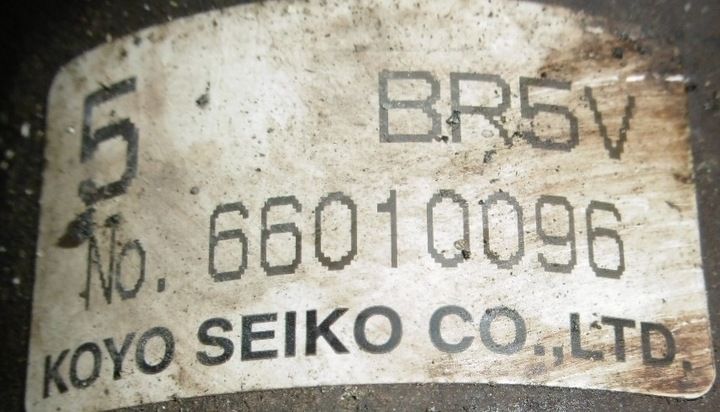 5 BR5V
No. 66010096
KOYO SEIKO CO.,LTD.